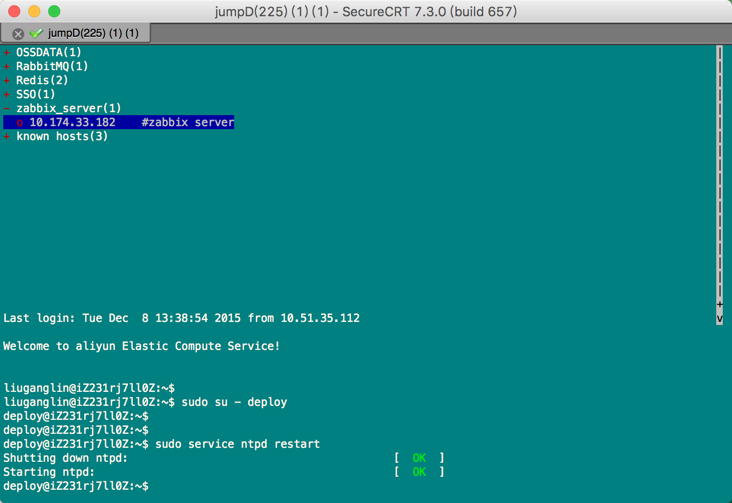 jumpD(225) (1) (1) - SecureCRT 7.3.0 (build 657)
jumpD(225) (1) (1)
+ OSSDATA(1)
+ RabbitMQ(1)
+ Redis(2)
+ SSO(1)
- zabbix_server(1)
o 10.174.33.182    #zabbix server
+ known hosts(3)
+
v
Last login: Tue Dec  8 13:38:54 2015 from 10.51.35.112
Welcome to aliyun Elastic Compute Service!
liuganglin@iZ231rj7ll0Z:~$
liuganglin@iZ231rj7ll0Z:~$ sudo su - deploy
deploy@iZ231rj7ll0Z:~$
deploy@iZ231rj7ll0Z:~$
deploy@iZ231rj7ll0Z:~$ sudo service ntpd restart
Shutting down ntpd:                                        [  OK  ]
Starting ntpd:                                             [  OK  ]
deploy@iZ231rj7ll0Z:~$